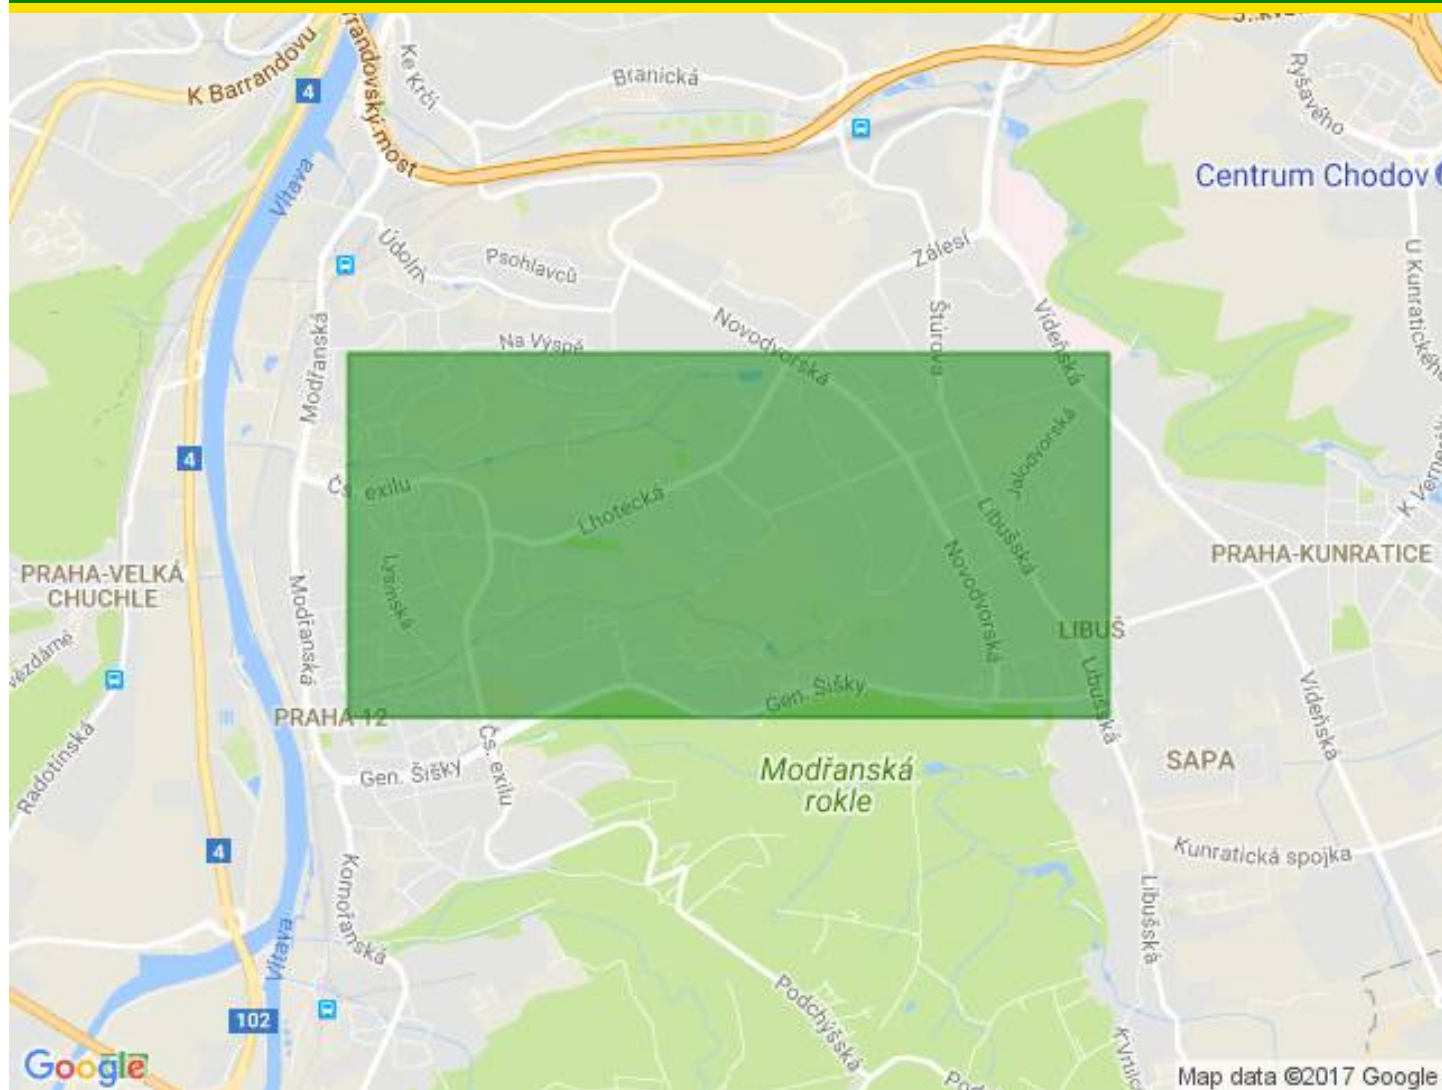 K Barrandovu
4
Barrandovský most
Ke Krči
Branická
Ryšavého
Centrum Chodov
Vltava
Údolní
Psohlavců
Zálesí
U Kunratického
Modřanská
Na Výspě
Novodvorská
Štúrova
Vídeňská
4
Čs. exilu
Lhotecká
Jalodvorská
Libušská
PRAHA-VELKÁ
CHUCHLE
Lysinská
Novodvorská
PRAHA-KUNRATICE
Modřanská
LIBUŠ
Libušská
Gen. Šišky
Vídeňská
PRAHA 12
Radotínská
Gen. Šišky
Čs. exilu
Modřanská
rokle
SAPA
4
Kunratická spojka
Komořanská
Libušská
Vltava
102
Podchýšská
Google
Map data ©2017 Google